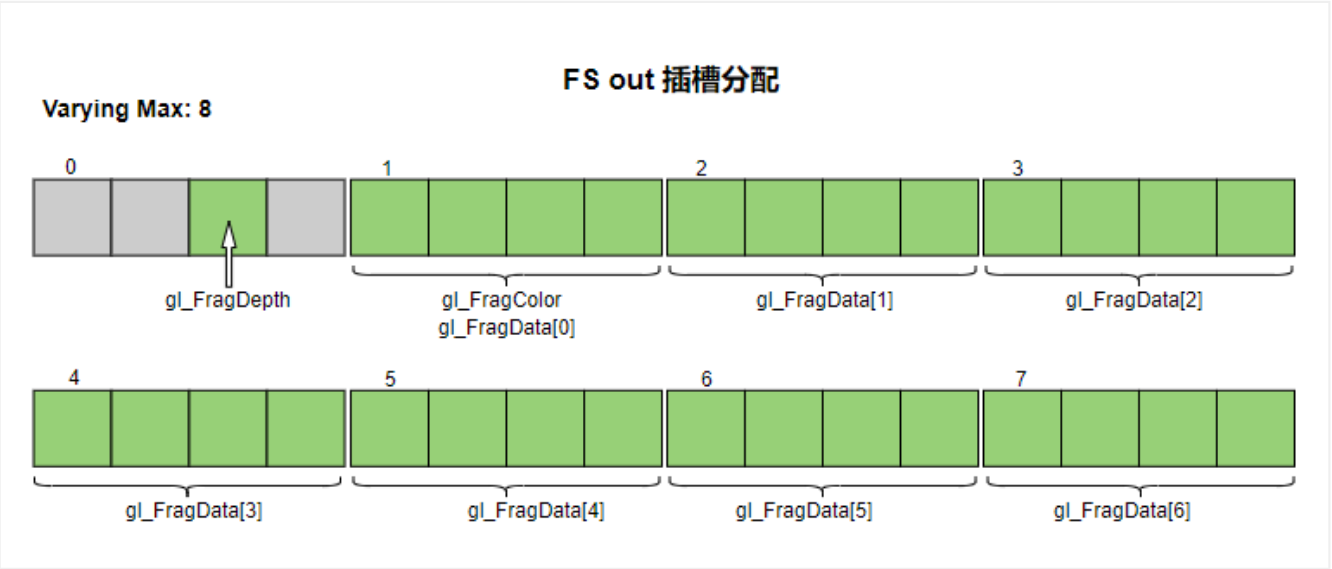 FS out 插槽分配
Varying Max: 8
0 1 2 3
gl_FragDepth gl_FragColor gl_FragData[1] gl_FragData[2]
gl_FragData[0]
4 5 6 7
gl_FragData[3] gl_FragData[4] gl_FragData[5] gl_FragData[6]